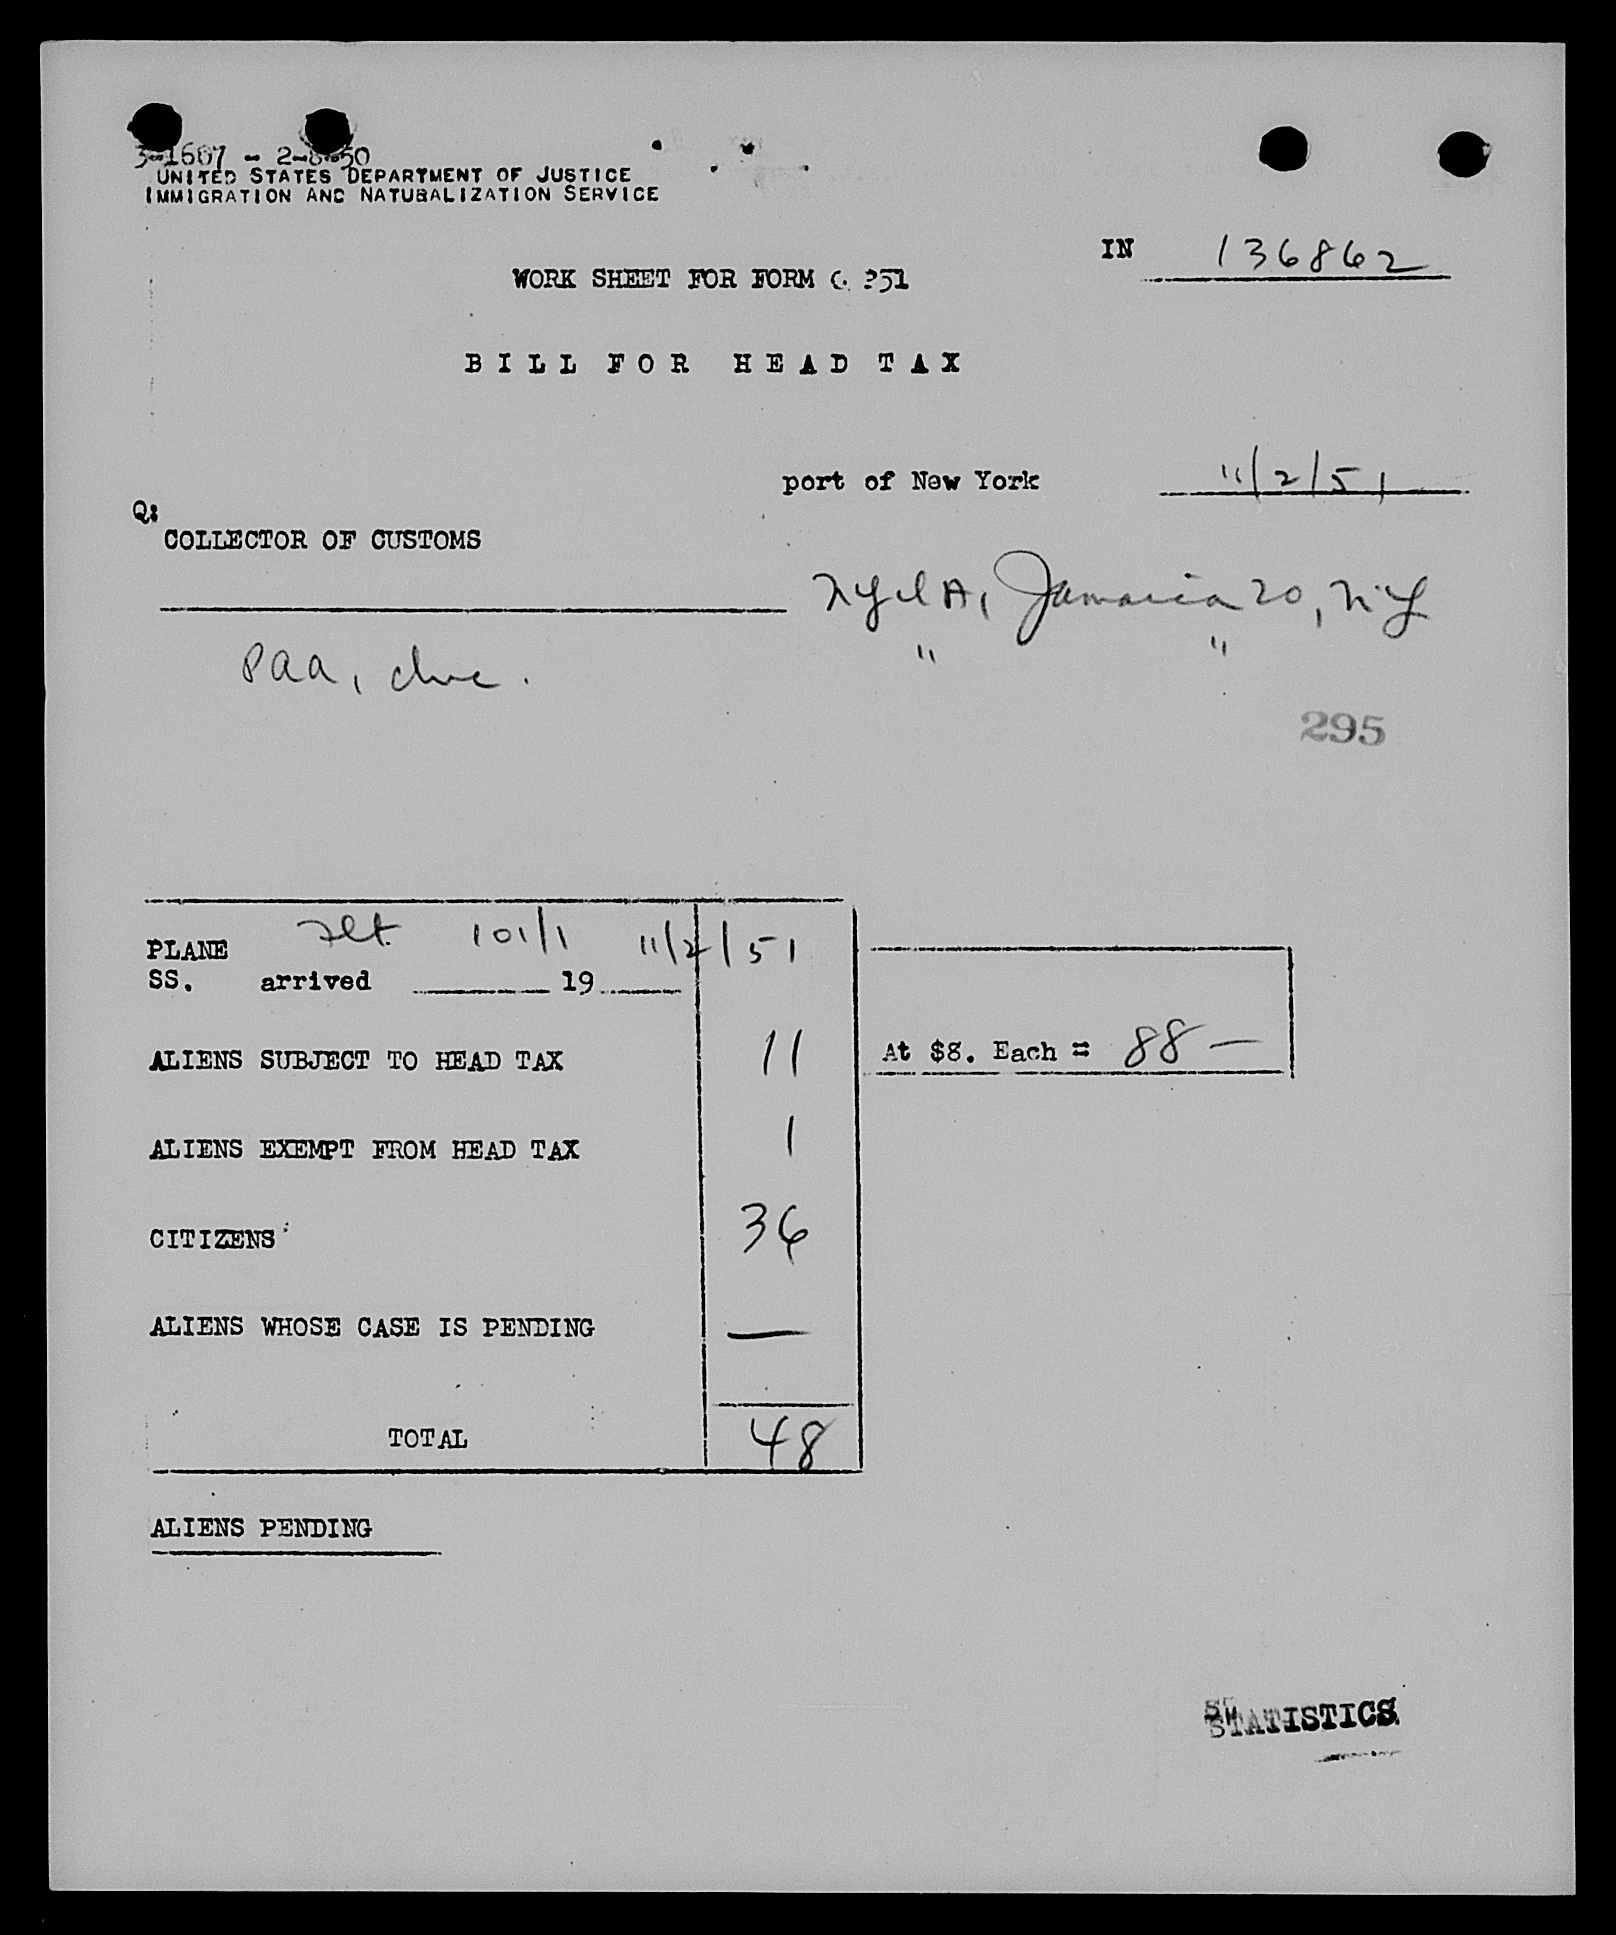 3-1607 - 2-8-50
UNITED STATES DEPARTMENT OF JUSTICE
IMMIGRATION AND NATURALIZATION SERVICE
IN 136862
WORK SHEET FOR FORM 351
BILL FOR HEAD TAX
port of New York 11/2/51
Q:
COLLECTOR OF CUSTOMS
NYIA, Jamaica 20, NY
PAA, Inc. " "
295
PLANE Flt 101/1 11/2/51
SS. arrived 19
ALIENS SUBJECT TO HEAD TAX 11 At $8. Each = 88 —
ALIENS EXEMPT FROM HEAD TAX 1
CITIZENS 36
ALIENS WHOSE CASE IS PENDING —
TOTAL 48
ALIENS PENDING
STATISTICS